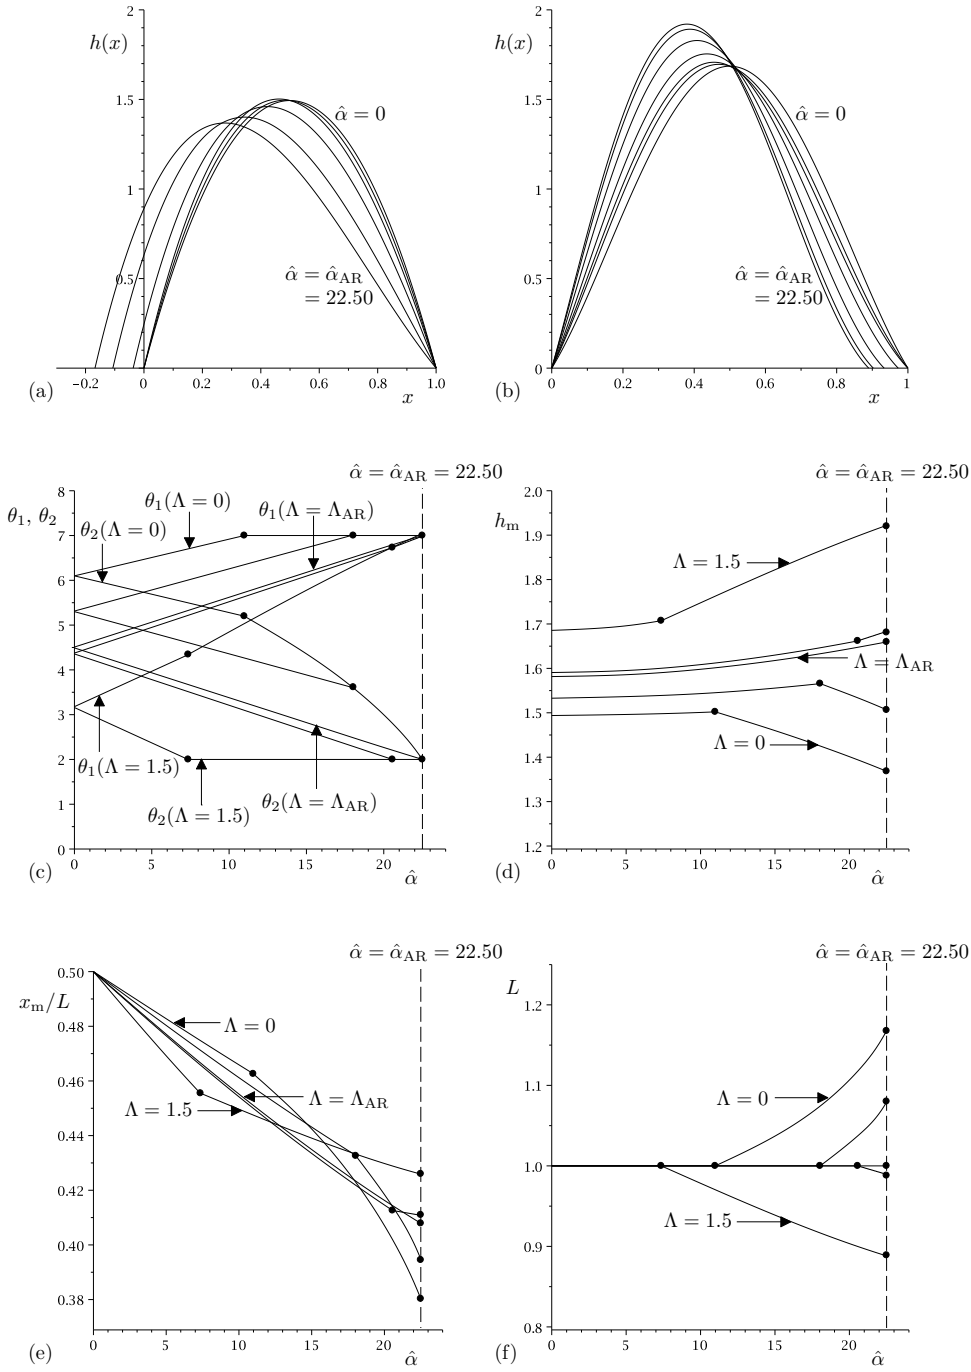 2
h(x)
1.5
1
0.5
α̂ = 0
α̂ = α̂_AR
= 22.50
−0.2 0 0.2 0.4 0.6 0.8 1.0
(a) x
2
h(x)
1.5
1
0.5
0
α̂ = 0
α̂ = α̂_AR
= 22.50
0 0.2 0.4 0.6 0.8 1
(b) x
α̂ = α̂_AR = 22.50
θ₁, θ₂
8
7
6
5
4
3
2
1
0
θ₁(Λ = 0)
θ₂(Λ = 0)
θ₁(Λ = Λ_AR)
θ₁(Λ = 1.5)
θ₂(Λ = 1.5)
θ₂(Λ = Λ_AR)
0 5 10 15 20
(c) α̂
α̂ = α̂_AR = 22.50
h_m
2.0
1.9
1.8
1.7
1.6
1.5
1.4
1.3
1.2
Λ = 1.5
Λ = Λ_AR
Λ = 0
0 5 10 15 20
(d) α̂
α̂ = α̂_AR = 22.50
x_m/L
0.50
0.48
0.46
0.44
0.42
0.40
0.38
Λ = 0
Λ = Λ_AR
Λ = 1.5
0 5 10 15 20
(e) α̂
α̂ = α̂_AR = 22.50
L
1.2
1.1
1.0
0.9
0.8
Λ = 0
Λ = 1.5
0 5 10 15 20
(f) α̂